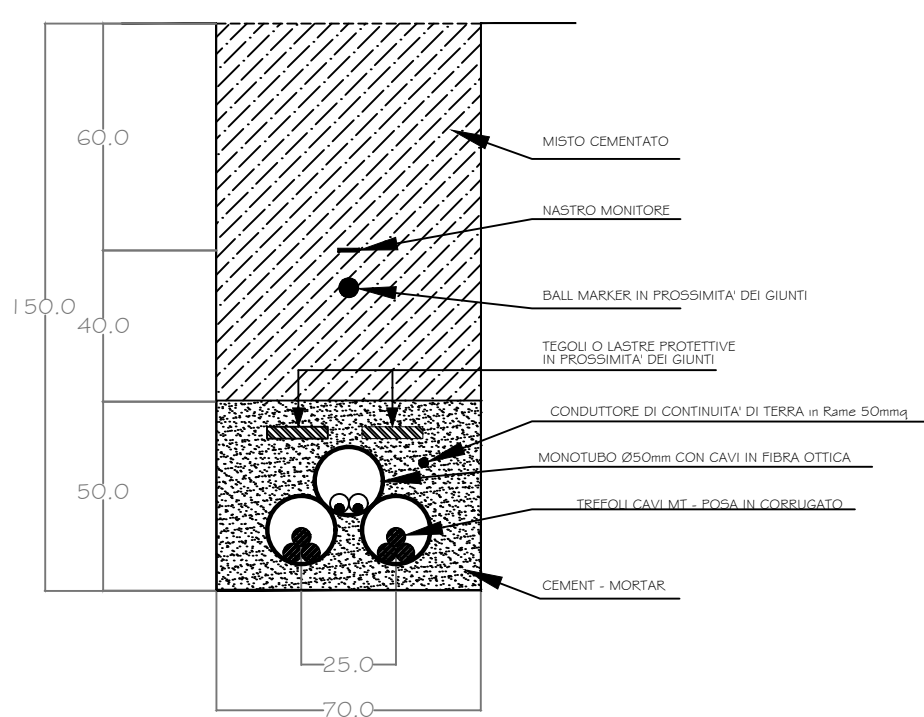 60.0
MISTO CEMENTATO
NASTRO MONITORE
150.0
BALL MARKER IN PROSSIMITA' DEI GIUNTI
40.0
TEGOLI O LASTRE PROTETTIVE
IN PROSSIMITA' DEI GIUNTI
CONDUTTORE DI CONTINUITA' DI TERRA in Rame 50mmq
MONOTUBO Ø50mm CON CAVI IN FIBRA OTTICA
50.0
TREFOLI CAVI MT - POSA IN CORRUGATO
CEMENT - MORTAR
25.0
70.0